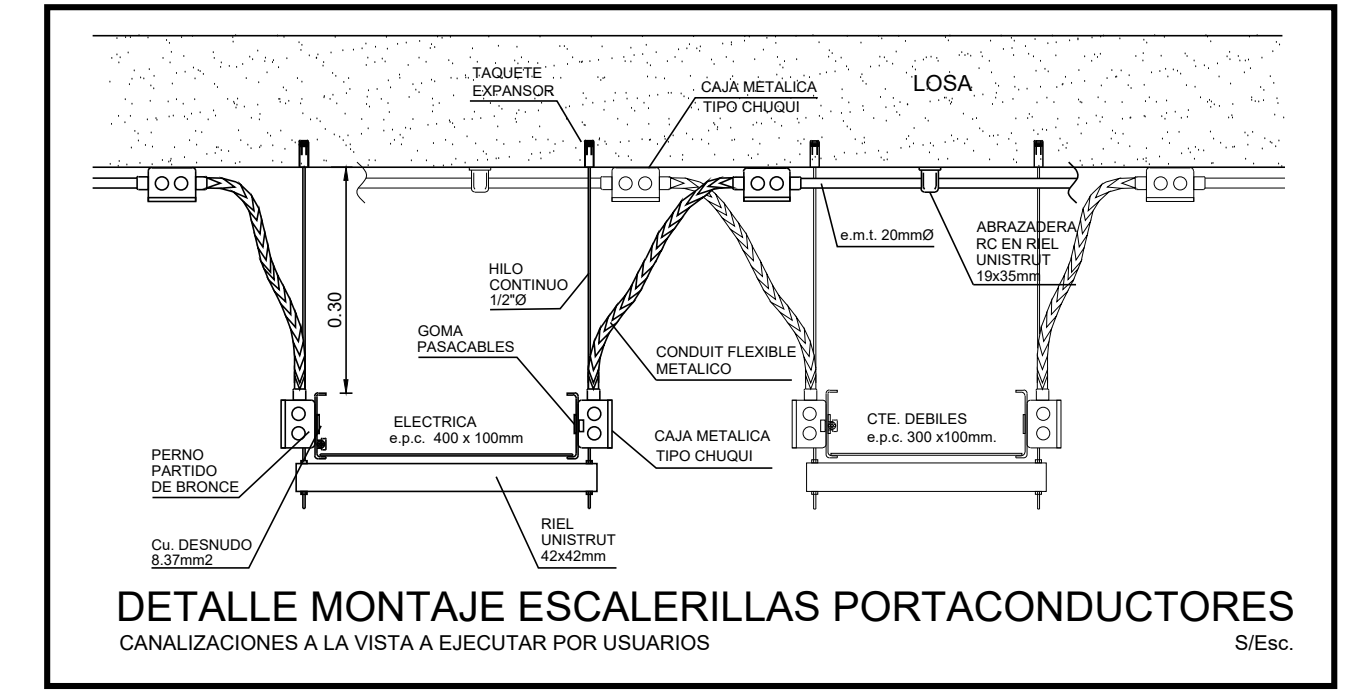 LOSA
TAQUETE
EXPANSOR
CAJA METALICA
TIPO CHUQUI
e.m.t. 20mmØ
ABRAZADERA
RC EN RIEL
UNISTRUT
19x35mm
HILO
CONTINUO
1/2"Ø
0.30
GOMA
PASACABLES
CONDUIT FLEXIBLE
METALICO
ELECTRICA
e.p.c. 400 x 100mm
CTE. DEBILES
e.p.c. 300 x100mm.
CAJA METALICA
TIPO CHUQUI
PERNO
PARTIDO
DE BRONCE
Cu. DESNUDO
8.37mm2
RIEL
UNISTRUT
42x42mm
DETALLE MONTAJE ESCALERILLAS PORTACONDUCTORES
CANALIZACIONES A LA VISTA A EJECUTAR POR USUARIOS
S/Esc.